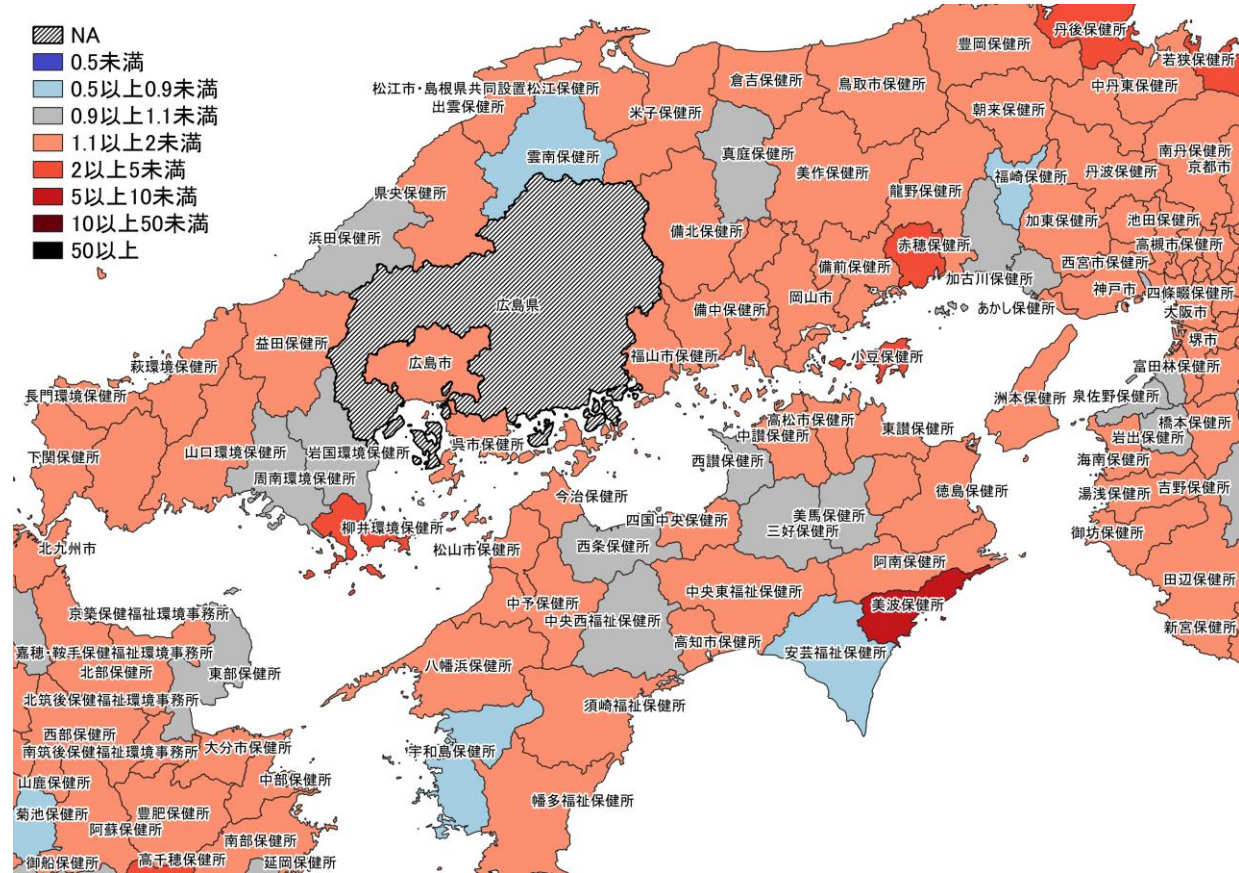 NA
0.5未満
0.5以上0.9未満
0.9以上1.1未満
1.1以上2未満
2以上5未満
5以上10未満
10以上50未満
50以上
丹後保健所
豊岡保健所
若狭保健所
倉吉保健所
鳥取市保健所
中丹東保健所
松江市・島根県共同設置松江保健所
出雲保健所
米子保健所
朝来保健所
雲南保健所
真庭保健所
美作保健所
南丹保健所
京都市
福崎保健所
丹波保健所
県央保健所
龍野保健所
加東保健所
池田保健所
浜田保健所
備北保健所
赤穂保健所
高槻市保健所
備前保健所
西宮市保健所
加古川保健所
神戸市
四條畷保健所
広島県
備中保健所
岡山市
あかし保健所
大阪市
益田保健所
堺市
萩環境保健所
広島市
福山市保健所
小豆保健所
富田林保健所
長門環境保健所
洲本保健所
泉佐野保健所
高松市保健所
橋本保健所
中讃保健所
東讃保健所
岩出保健所
呉市保健所
山口環境保健所
岩国環境保健所
西讃保健所
下関保健所
海南保健所
周南環境保健所
湯浅保健所
吉野保健所
徳島保健所
今治保健所
美馬保健所
四国中央保健所
柳井環境保健所
三好保健所
御坊保健所
北九州市
松山市保健所
西条保健所
阿南保健所
田辺保健所
中央東福祉保健所
中予保健所
美波保健所
京築保健福祉環境事務所
中央西福祉保健所
新宮保健所
高知市保健所
安芸福祉保健所
嘉穂・鞍手保健福祉環境事務所
八幡浜保健所
北部保健所
東部保健所
北筑後保健福祉環境事務所
須崎福祉保健所
西部保健所
大分市保健所
南筑後保健福祉環境事務所
宇和島保健所
中部保健所
山鹿保健所
幡多福祉保健所
菊池保健所
豊肥保健所
阿蘇保健所
南部保健所
御船保健所
高千穂保健所
延岡保健所